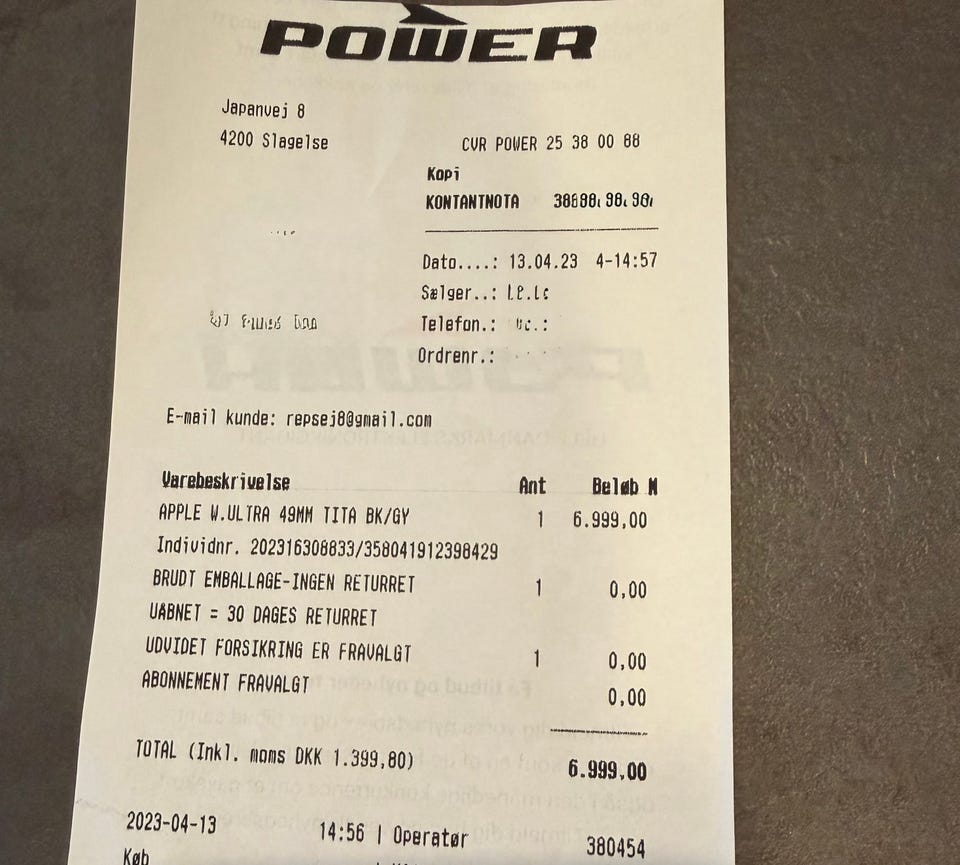 POWER
Japanvej 8
4200 Slagelse
CVR POWER 25 38 00 88
Kopi
KONTANTNOTA
Dato....: 13.04.23 4-14:57
Sælger..:
Telefon.:
Ordrenr.:
E-mail kunde: repsej8@gmail.com
Varebeskrivelse Ant Beløb M
APPLE W.ULTRA 49MM TITA BK/GY 1 6.999,00
Individnr. 202316308833/358041912398429
BRUDT EMBALLAGE-INGEN RETURRET 1 0,00
UÅBNET = 30 DAGES RETURRET
UDVIDET FORSIKRING ER FRAVALGT 1 0,00
ABONNEMENT FRAVALGT 0,00
TOTAL (Inkl. moms DKK 1.399,80) 6.999,00
2023-04-13 14:56 | Operatør 380454
Køb